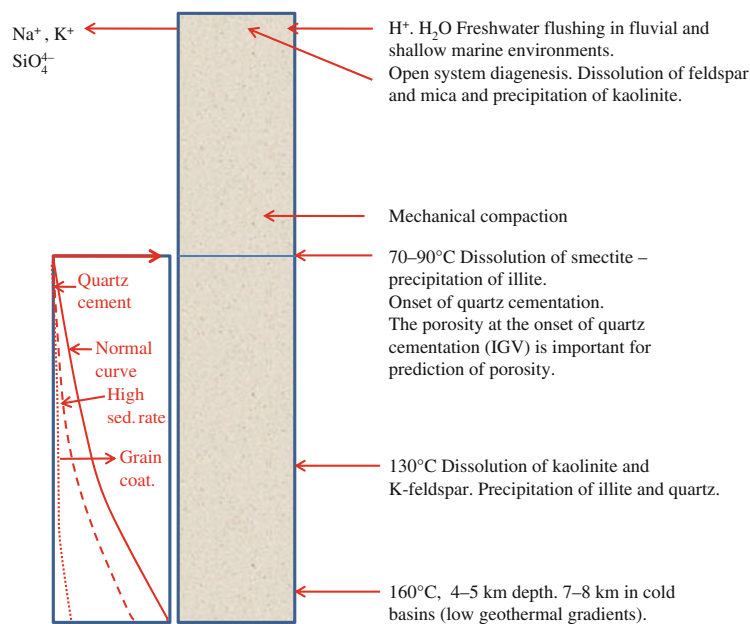 Na⁺ , K⁺
SiO₄⁴⁻
H⁺. H₂O Freshwater flushing in fluvial and
shallow marine environments.
Open system diagenesis. Dissolution of feldspar
and mica and precipitation of kaolinite.
Mechanical compaction
70–90°C Dissolution of smectite –
precipitation of illite.
Onset of quartz cementation.
The porosity at the onset of quartz
cementation (IGV) is important for
prediction of porosity.
Quartz
cement
Normal
curve
High
sed. rate
Grain
coat.
130°C Dissolution of kaolinite and
K-feldspar. Precipitation of illite and quartz.
160°C, 4–5 km depth. 7–8 km in cold
basins (low geothermal gradients).